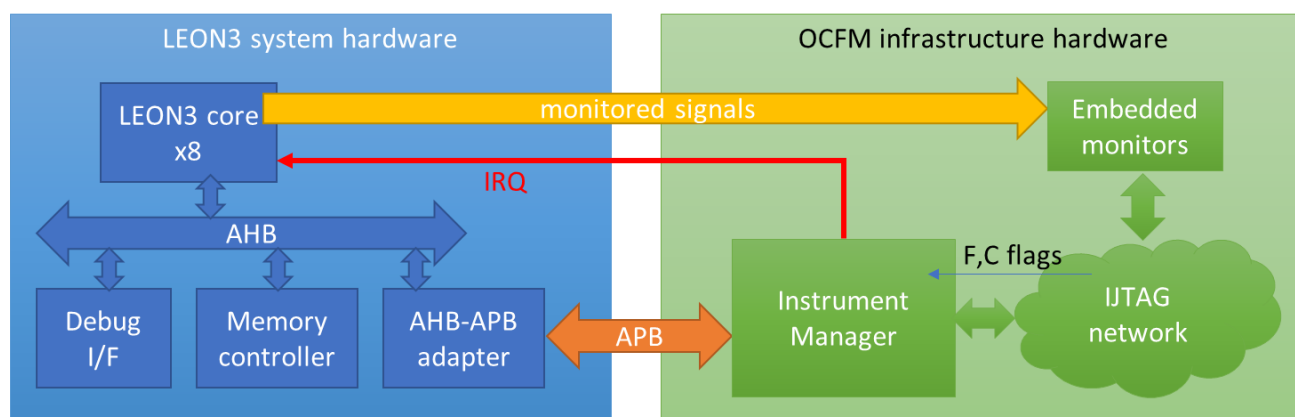 LEON3 system hardware
OCFM infrastructure hardware
LEON3 core
x8
monitored signals
Embedded
monitors
IRQ
AHB
F,C flags
Debug
I/F
Memory
controller
AHB-APB
adapter
APB
Instrument
Manager
IJTAG
network